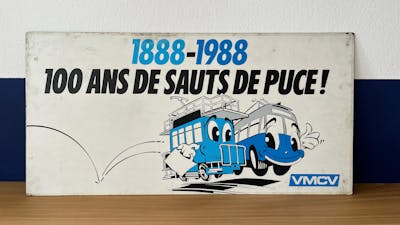 1888-1988
100 ANS DE SAUTS DE PUCE!
VMCV